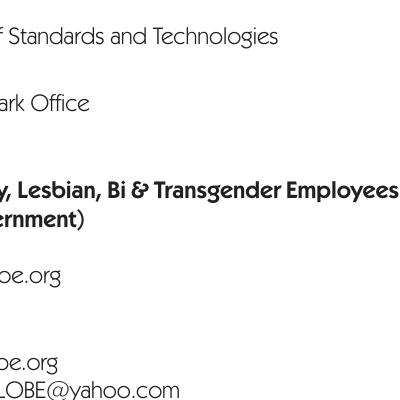 f Standards and Technologies
ark Office
y, Lesbian, Bi & Transgender Employees
ernment)
be.org
be.org
LOBE@yahoo.com